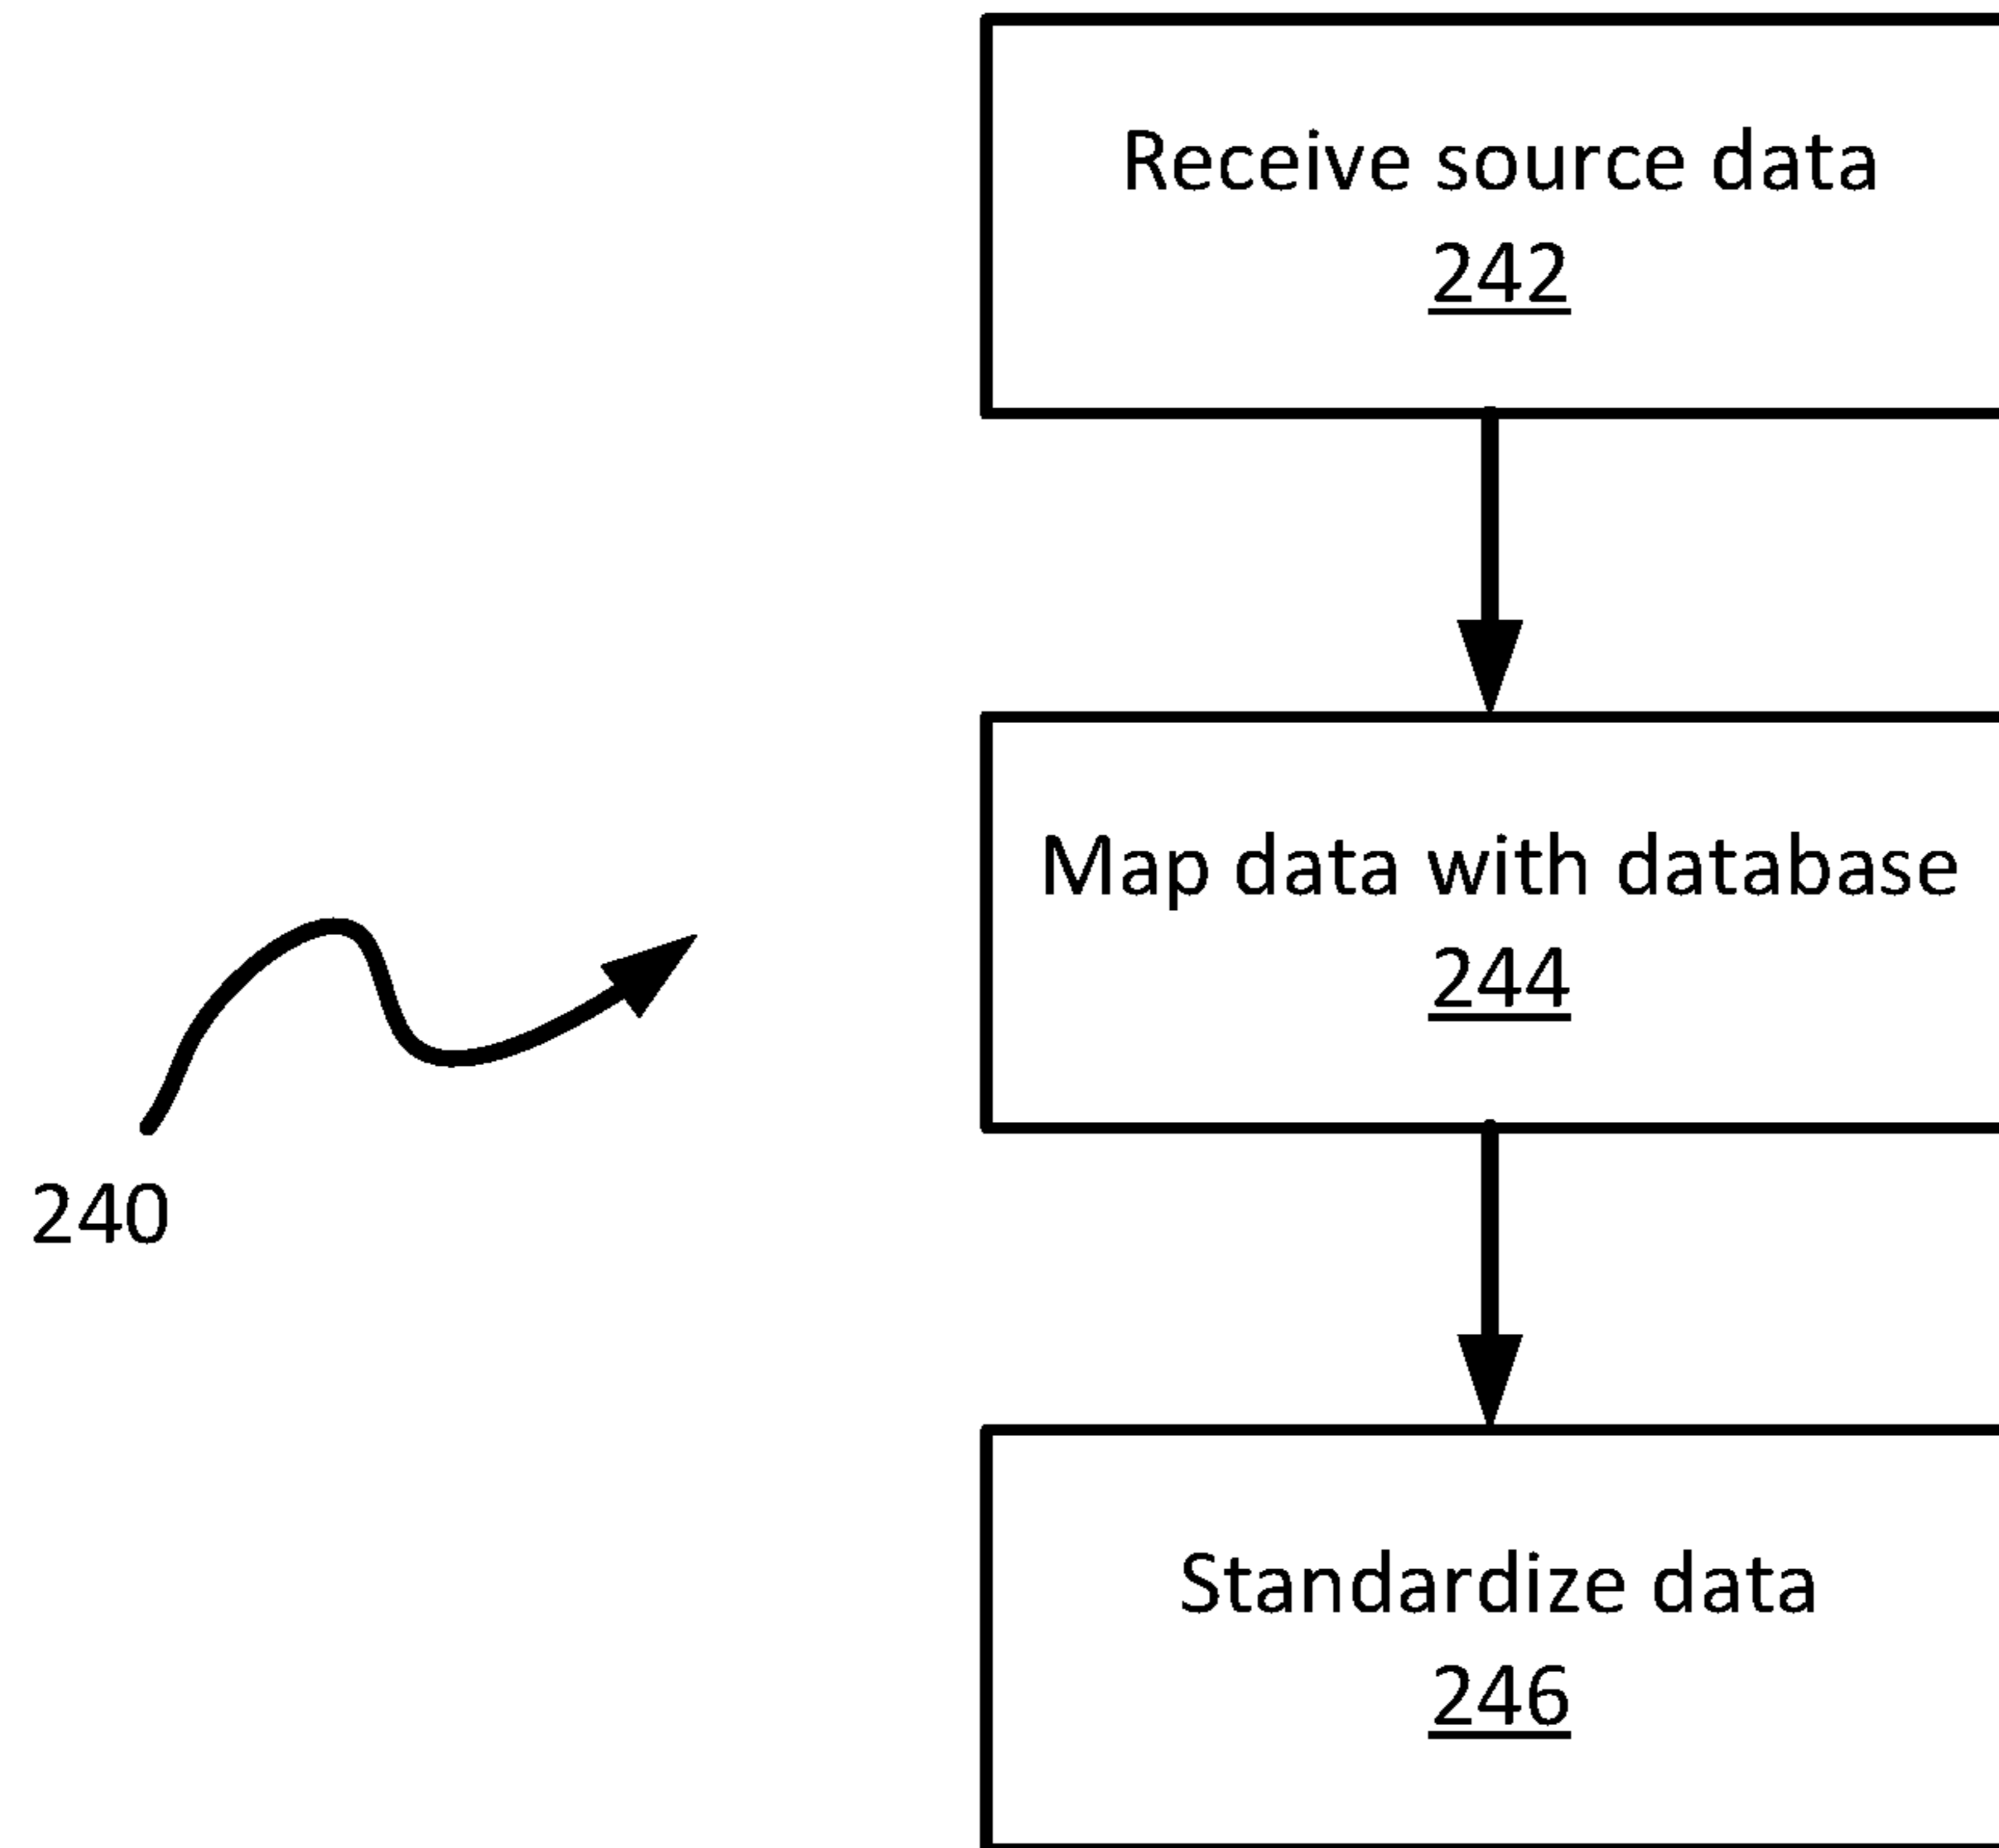 Receive source data
242
Map data with database
244
240
Standardize data
246